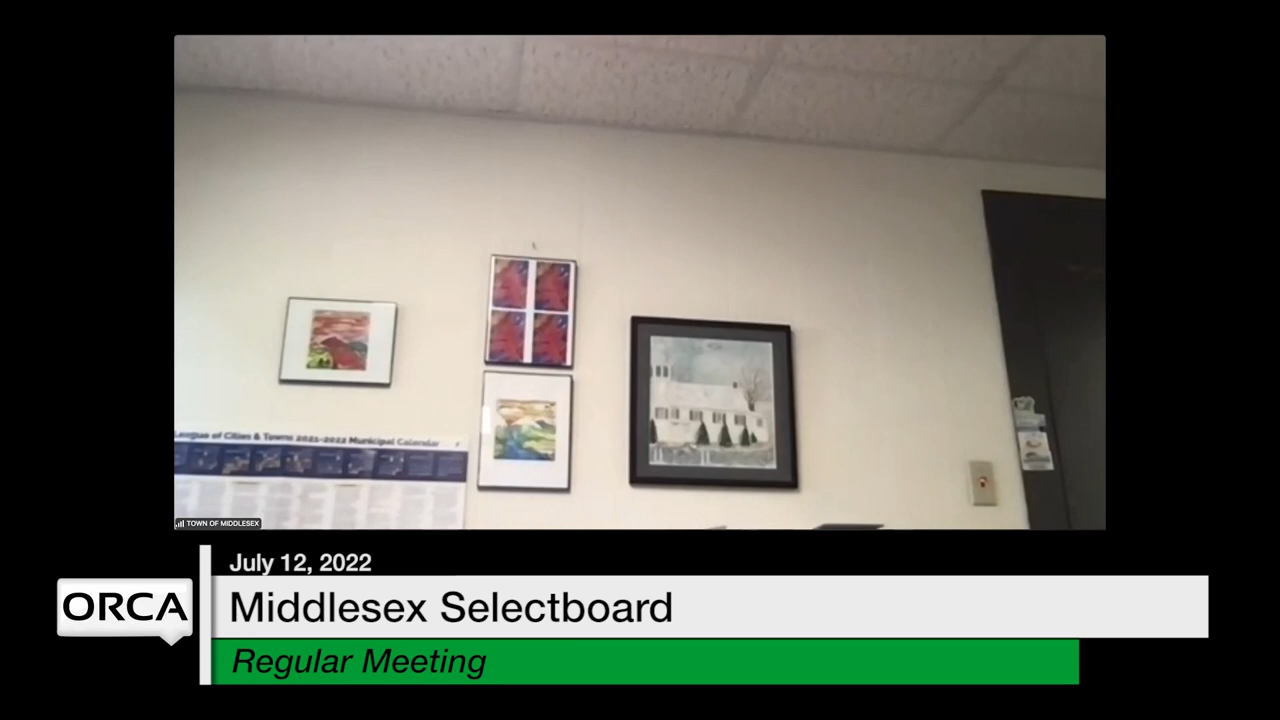 League of Cities & Towns 2021-2022 Municipal Calendar
TOWN OF MIDDLESEX
July 12, 2022
ORCA
Middlesex Selectboard
Regular Meeting